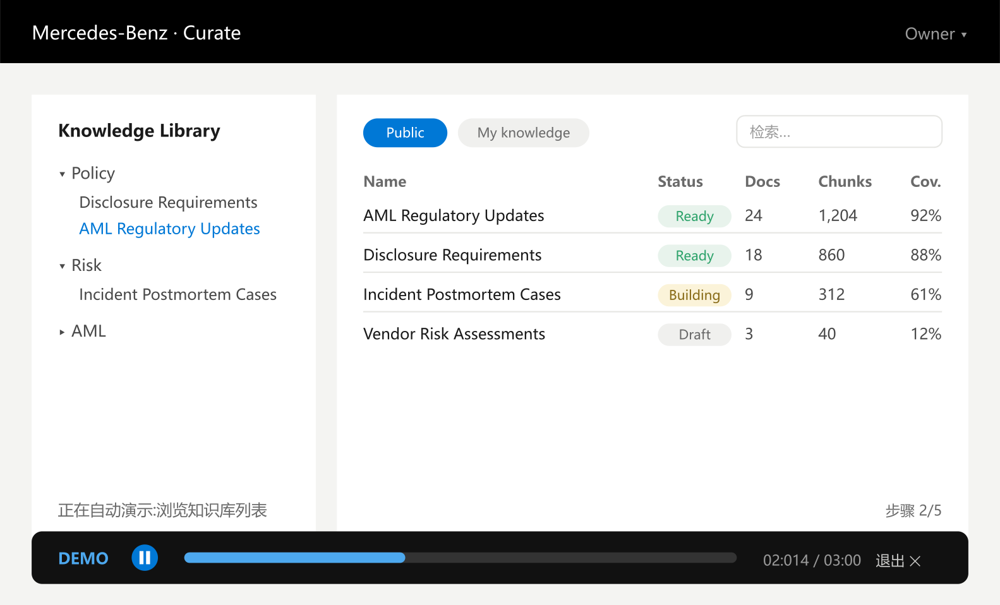 Mercedes-Benz · Curate
Owner ▾
Knowledge Library
▾ Policy
Disclosure Requirements
AML Regulatory Updates
▾ Risk
Incident Postmortem Cases
▸ AML
正在自动演示:浏览知识库列表
Public
My knowledge
检索...
Name Status Docs Chunks Cov.
AML Regulatory Updates Ready 24 1,204 92%
Disclosure Requirements Ready 18 860 88%
Incident Postmortem Cases Building 9 312 61%
Vendor Risk Assessments Draft 3 40 12%
步骤 2/5
DEMO
02:014 / 03:00
退出 ×